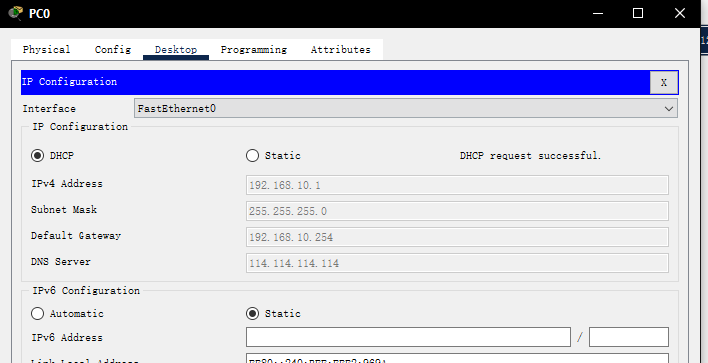 PC0
Physical Config Desktop Programming Attributes
IP Configuration X
Interface FastEthernet0
IP Configuration
DHCP Static DHCP request successful.
IPv4 Address 192.168.10.1
Subnet Mask 255.255.255.0
Default Gateway 192.168.10.254
DNS Server 114.114.114.114
IPv6 Configuration
Automatic Static
IPv6 Address /
Link Local Address